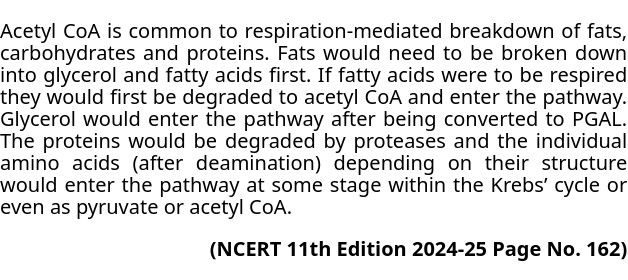 Acetyl CoA is common to respiration-mediated breakdown of fats,
carbohydrates and proteins. Fats would need to be broken down
into glycerol and fatty acids first. If fatty acids were to be respired
they would first be degraded to acetyl CoA and enter the pathway.
Glycerol would enter the pathway after being converted to PGAL.
The proteins would be degraded by proteases and the individual
amino acids (after deamination) depending on their structure
would enter the pathway at some stage within the Krebs’ cycle or
even as pyruvate or acetyl CoA.
(NCERT 11th Edition 2024-25 Page No. 162)